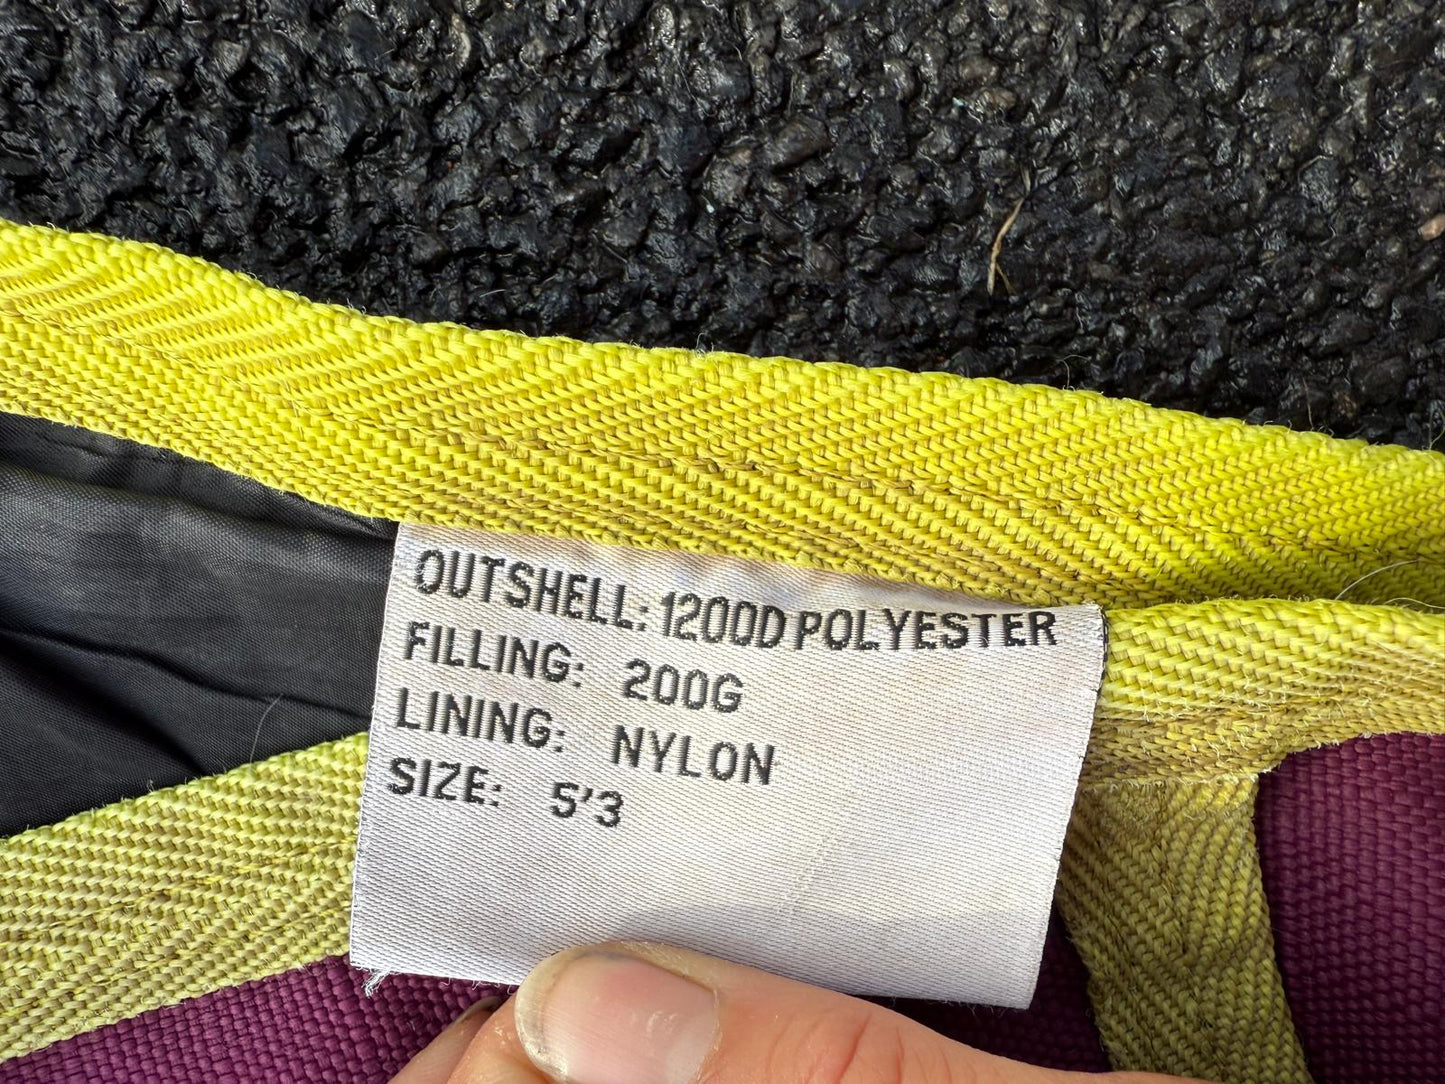 OUTSHELL: 1200D POLYESTER
FILLING: 200G
LINING: NYLON
SIZE: 5'3